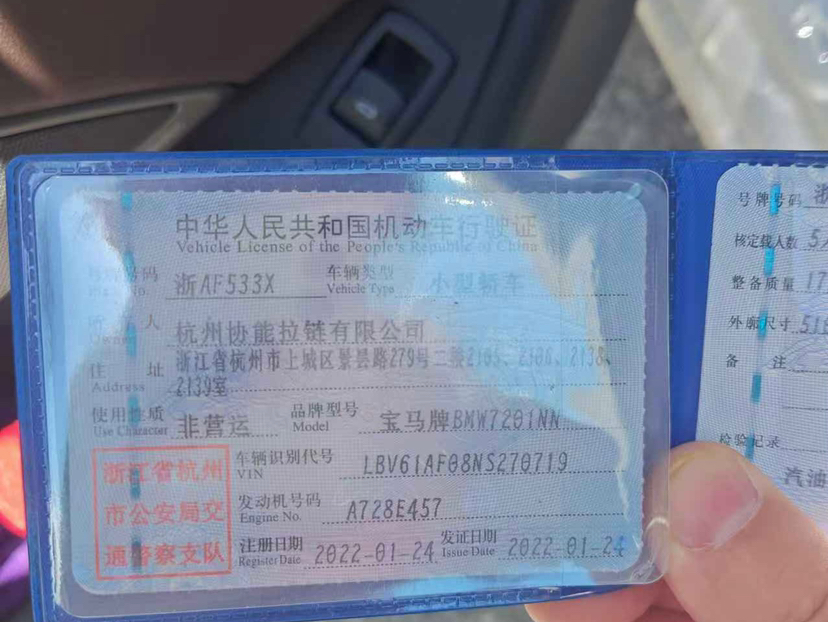 中华人民共和国机动车行驶证
Vehicle License of the People's Republic of China
号牌号码 浙AF533X 车辆类型 小型轿车
Plate No. Vehicle Type
所有人 杭州协能拉链有限公司
Owner
住 址 浙江省杭州市上城区景昙路279号二楼2105、2108、2138、
Address 2139室
使用性质 非营运 品牌型号 宝马牌BMW7201NN
Use Character Model
浙江省杭州
市公安局交
通警察支队
车辆识别代号 LBV61AF08NS270719
VIN
发动机号码 A728E457
Engine No.
注册日期 2022-01-24 发证日期 2022-01-24
Register Date Issue Date
号牌号码 浙
核定载人数 5人
整备质量 17
外廓尺寸 51
备 注
检验记录
汽油